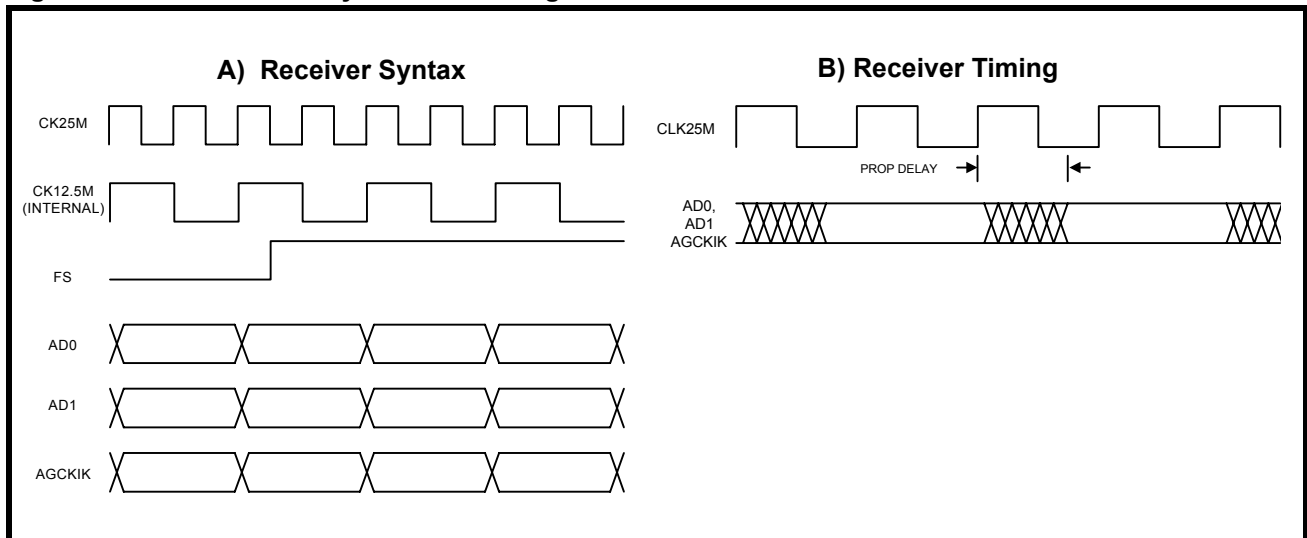 A) Receiver Syntax
CK25M
CK12.5M
(INTERNAL)
FS
AD0
AD1
AGCKIK
B) Receiver Timing
CLK25M
PROP DELAY
AD0,
AD1
AGCKIK